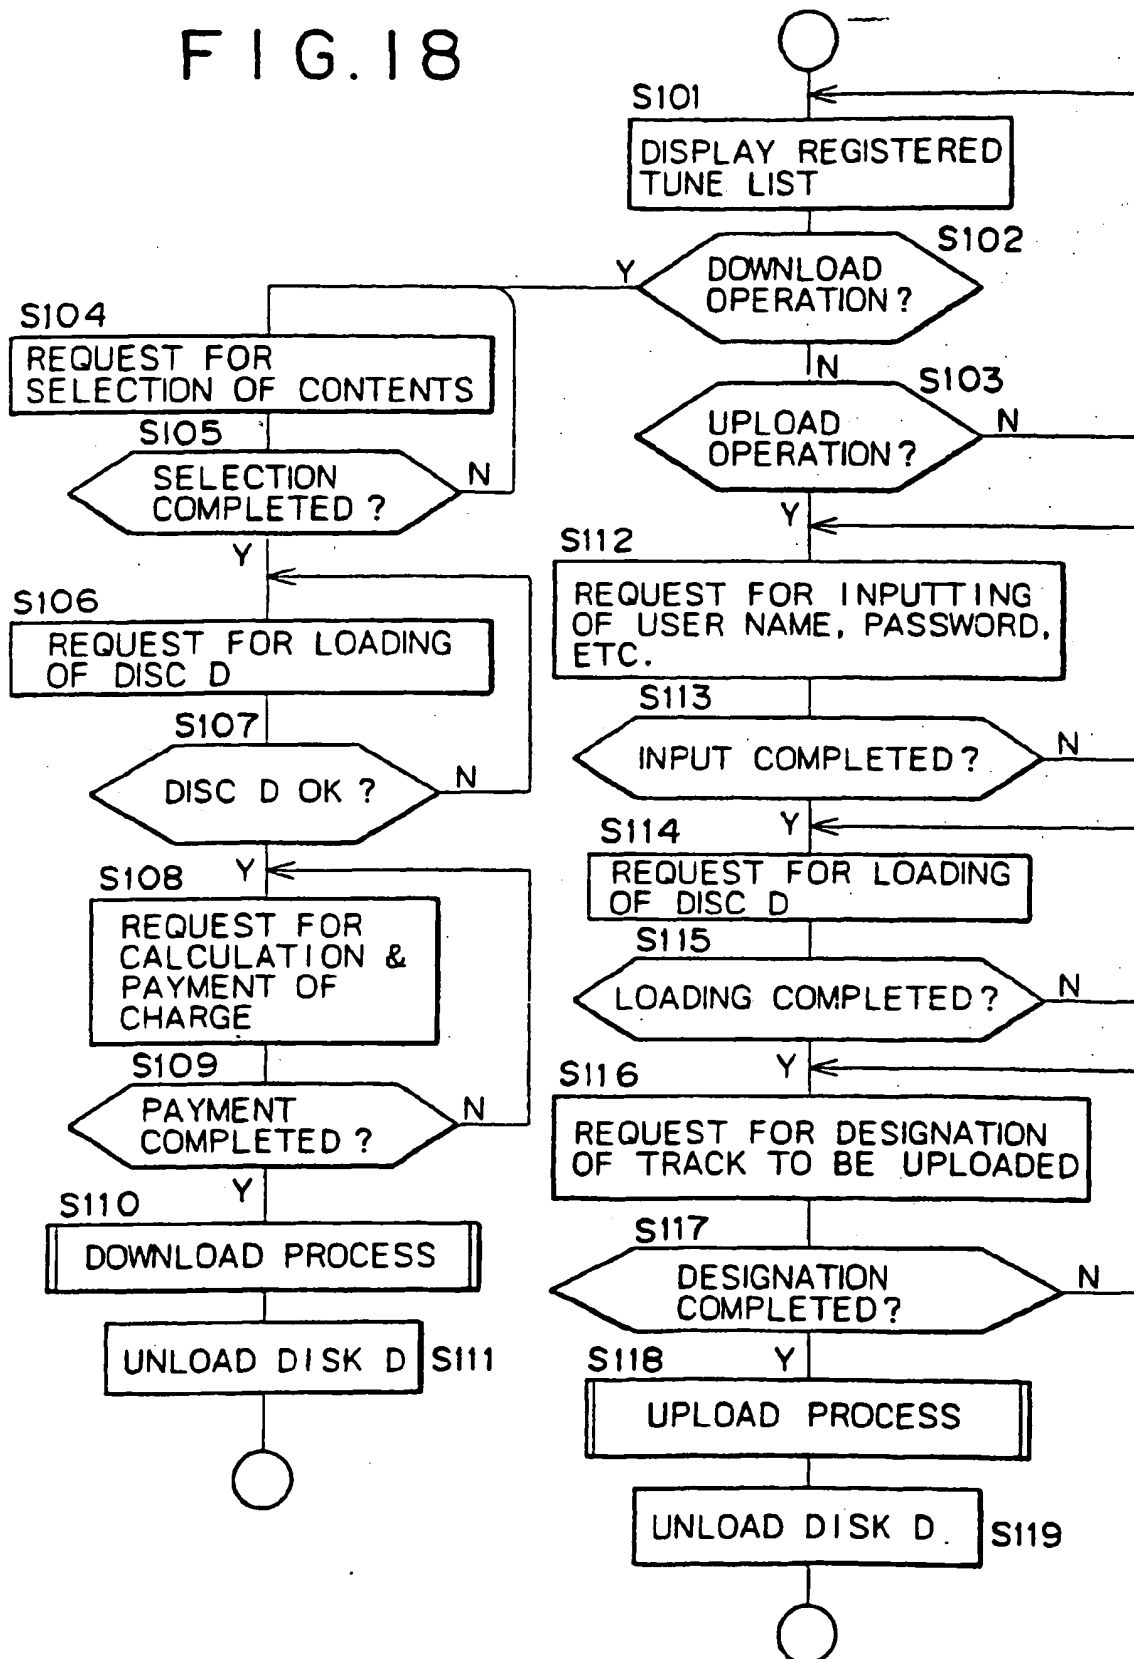 FIG.18
S101
DISPLAY REGISTERED
TUNE LIST
S102
DOWNLOAD
OPERATION?
Y
N
S103
UPLOAD
OPERATION?
N
Y
S104
REQUEST FOR
SELECTION OF CONTENTS
S105
SELECTION
COMPLETED?
N
Y
S106
REQUEST FOR LOADING
OF DISC D
S107
DISC D OK?
N
Y
S108
REQUEST FOR
CALCULATION &
PAYMENT OF
CHARGE
S109
PAYMENT
COMPLETED?
N
Y
S110
DOWNLOAD PROCESS
UNLOAD DISK D
S111
S112
REQUEST FOR INPUTTING
OF USER NAME, PASSWORD,
ETC.
S113
INPUT COMPLETED?
N
Y
S114
REQUEST FOR LOADING
OF DISC D
S115
LOADING COMPLETED?
N
Y
S116
REQUEST FOR DESIGNATION
OF TRACK TO BE UPLOADED
S117
DESIGNATION
COMPLETED?
N
Y
S118
UPLOAD PROCESS
UNLOAD DISK D.
S119